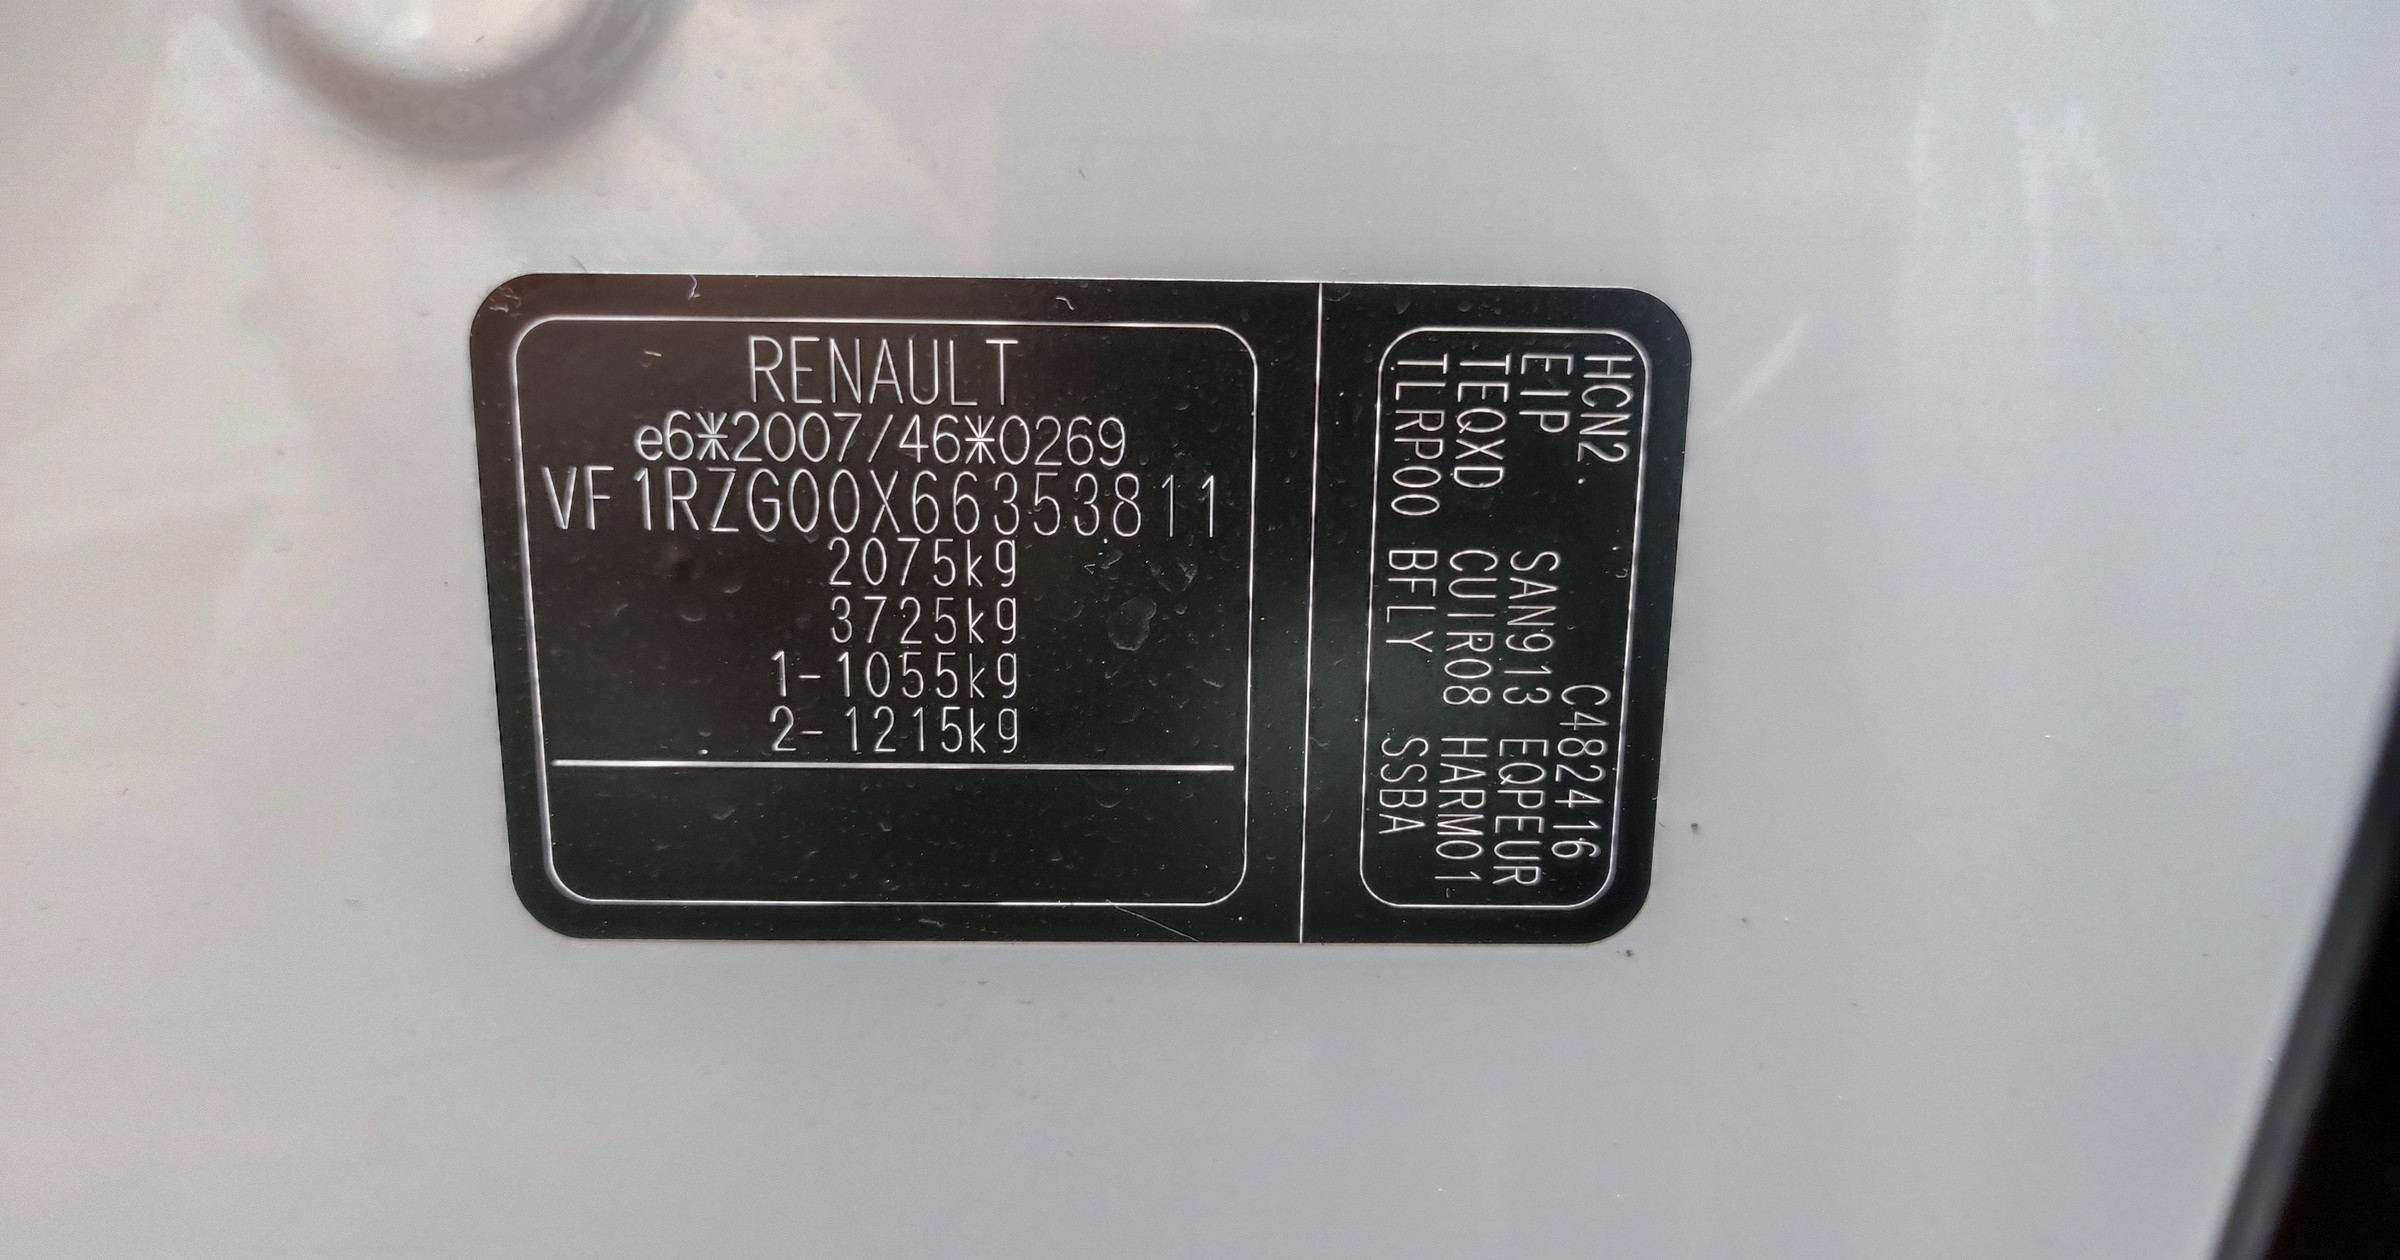 RENAULT
e6*2007/46*0269
VF1RZG00X66353811
2075kg
3725kg
1-1055kg
2-1215kg
HCN2. C482416
EIP SAN913 EQPEUR
TEQXD CUIR08 HARM01
TLRP00 BFLY SSBA